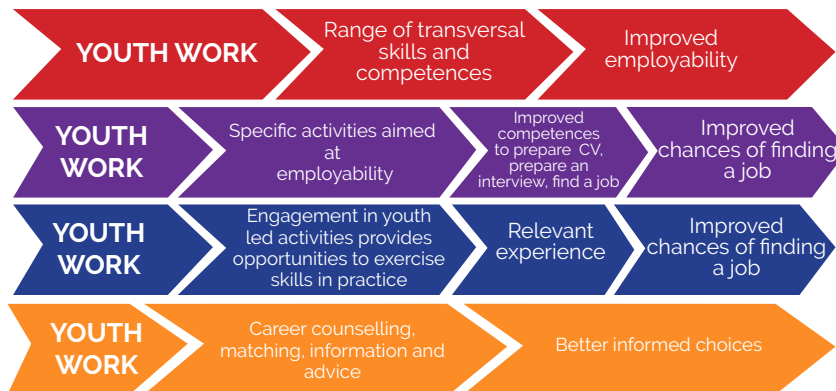 YOUTH WORK
Range of transversal
skills and
competences
Improved
employability
YOUTH
WORK
Specific activities aimed
at
employability
Improved
competences
to prepare CV,
prepare an
interview, find a job
Improved
chances of finding
a job
YOUTH
WORK
Engagement in youth
led activities provides
opportunities to exercise
skills in practice
Relevant
experience
Improved
chances of finding
a job
YOUTH
WORK
Career counselling,
matching, information and
advice
Better informed choices